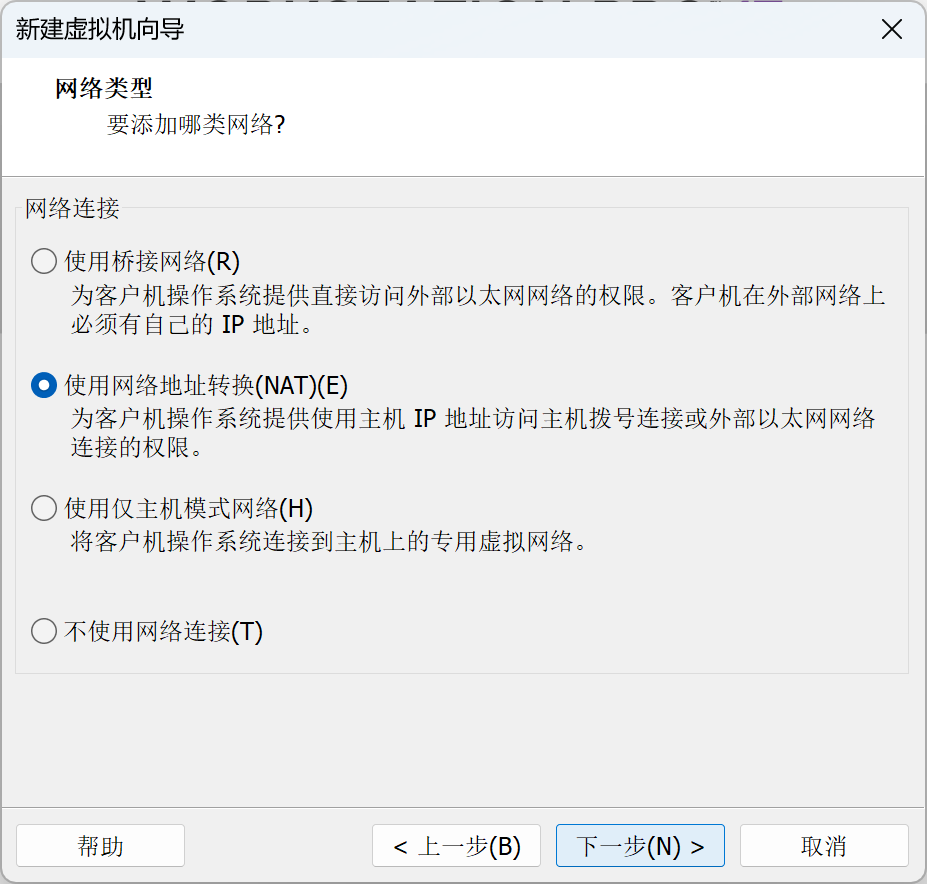 新建虚拟机向导
网络类型
要添加哪类网络?
网络连接
使用桥接网络(R)
为客户机操作系统提供直接访问外部以太网网络的权限。客户机在外部网络上
必须有自己的 IP 地址。
使用网络地址转换(NAT)(E)
为客户机操作系统提供使用主机 IP 地址访问主机拨号连接或外部以太网网络
连接的权限。
使用仅主机模式网络(H)
将客户机操作系统连接到主机上的专用虚拟网络。
不使用网络连接(T)
帮助
< 上一步(B)
下一步(N) >
取消